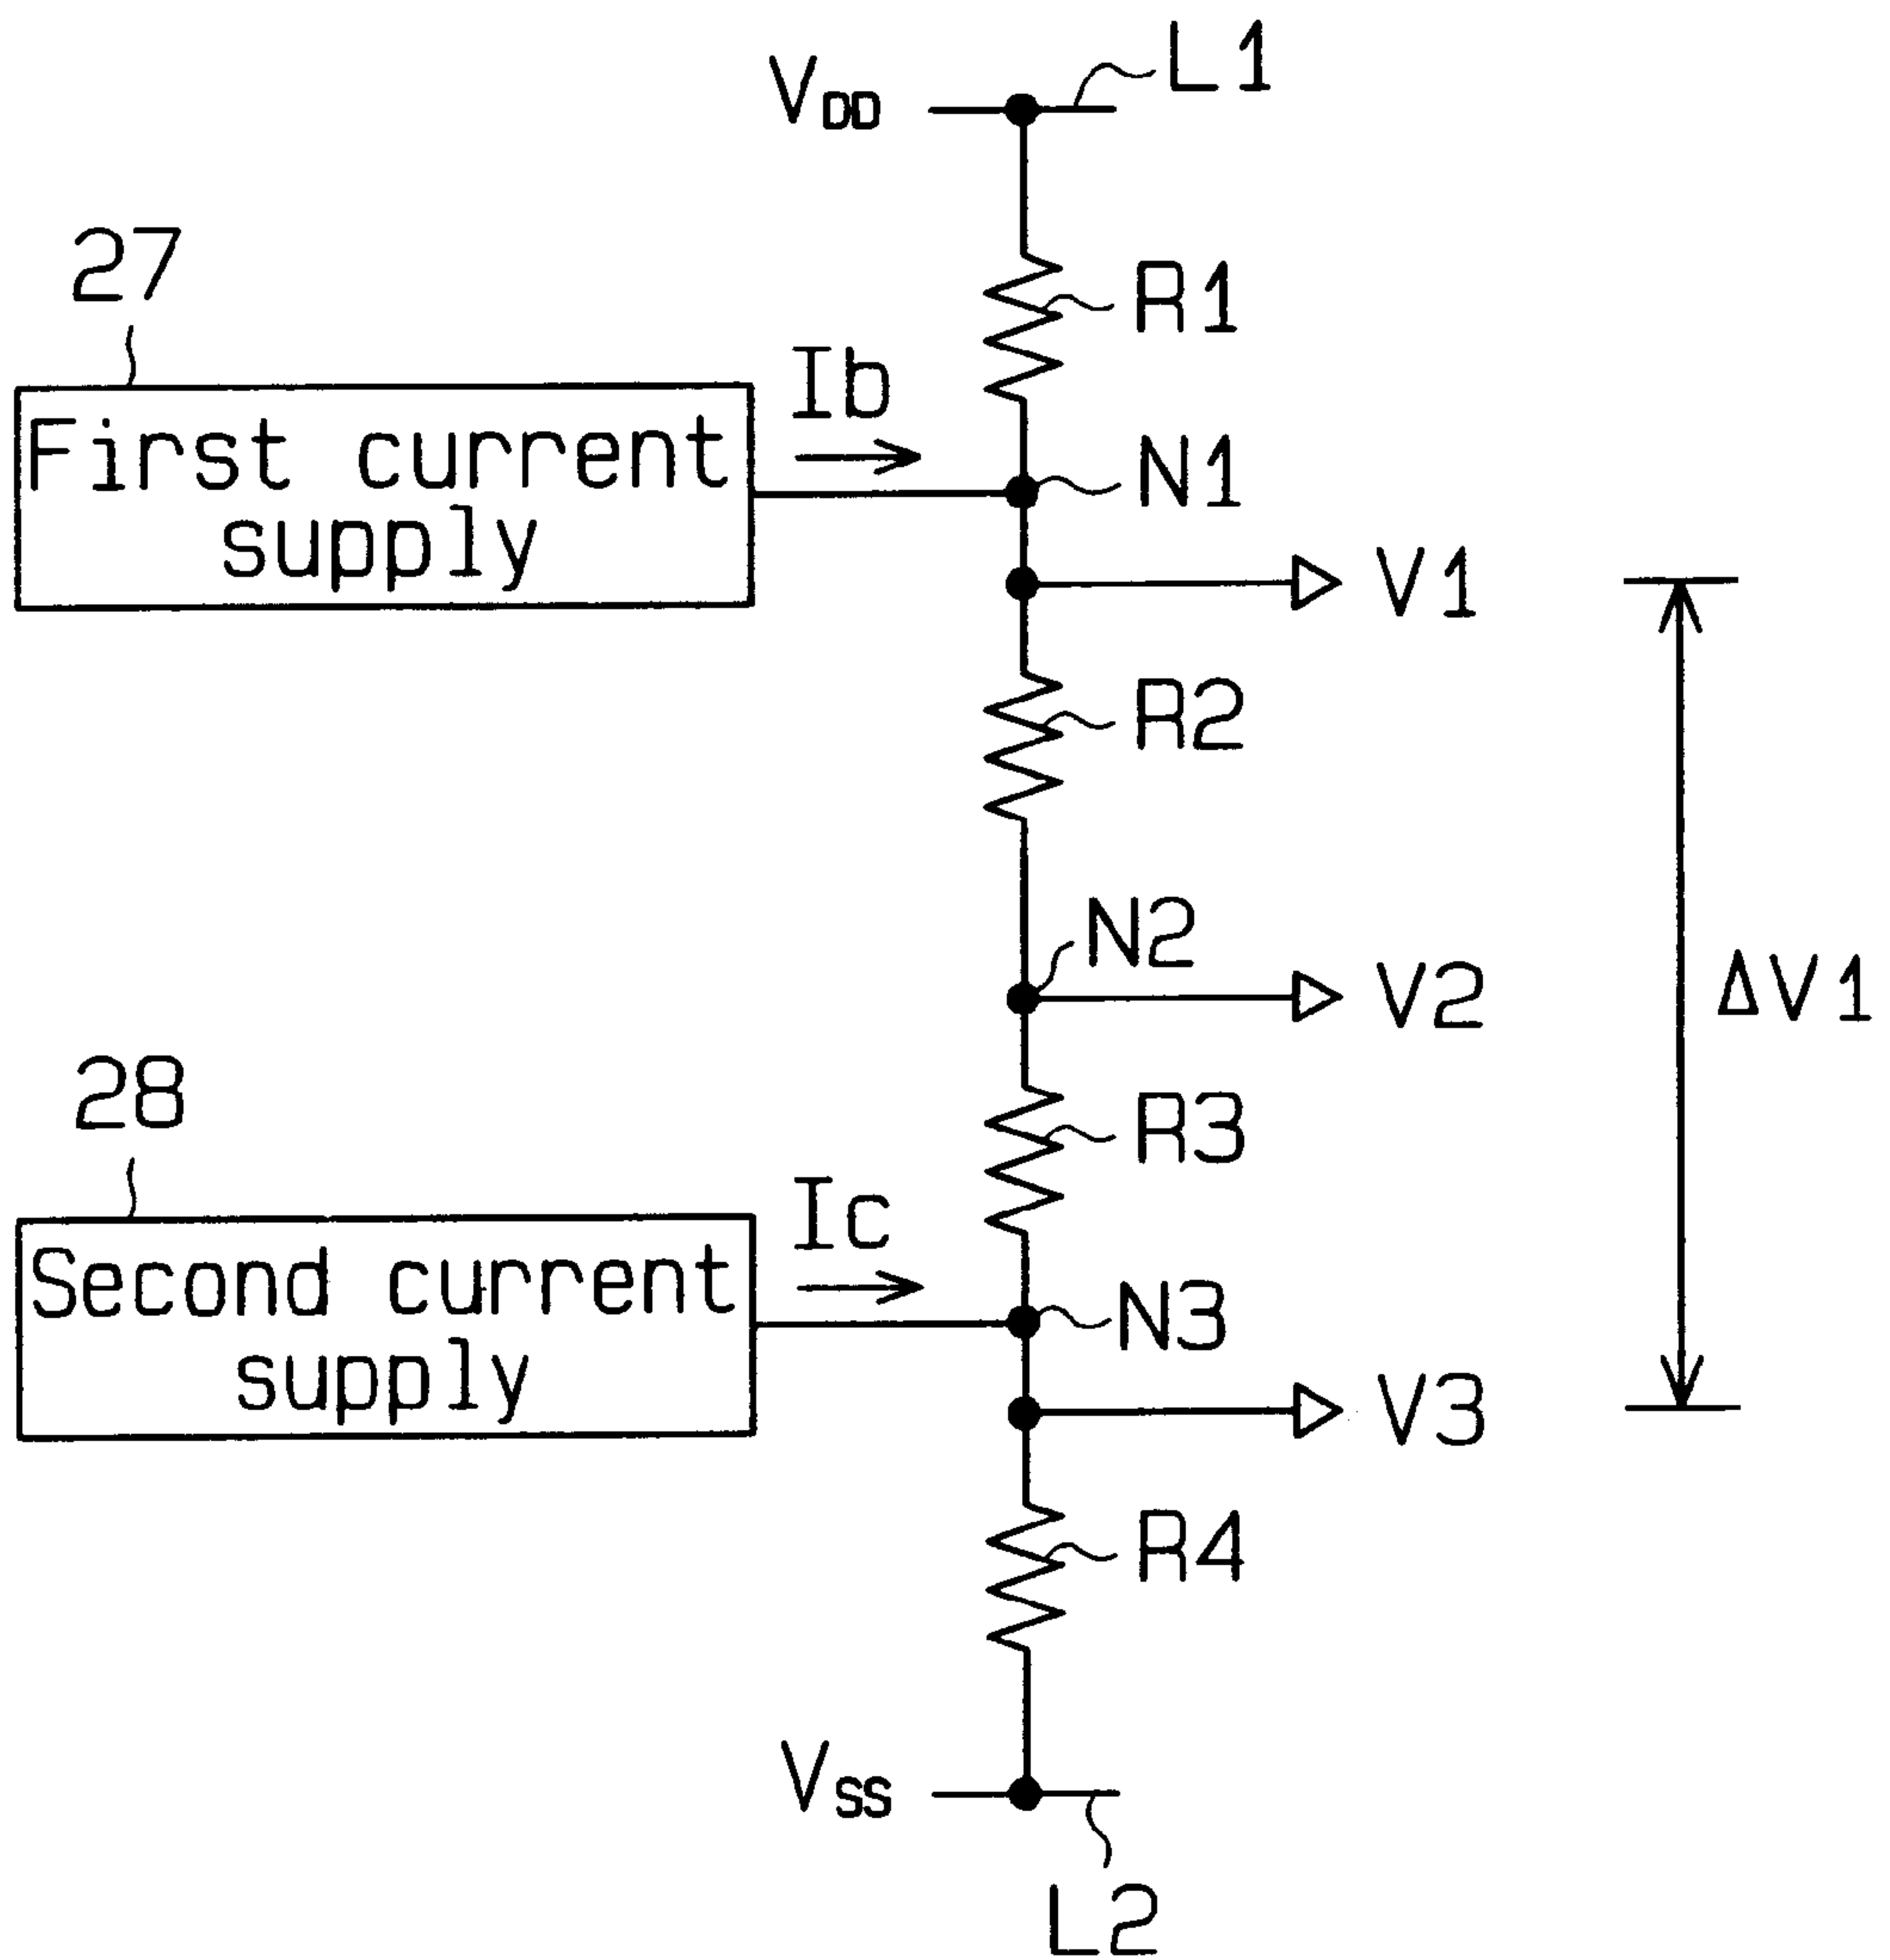 VDD
L1
27
R1
Ib
First current
supply
N1
V1
R2
N2
V2
ΔV1
28
R3
Ic
Second current
supply
N3
V3
R4
VSS
L2